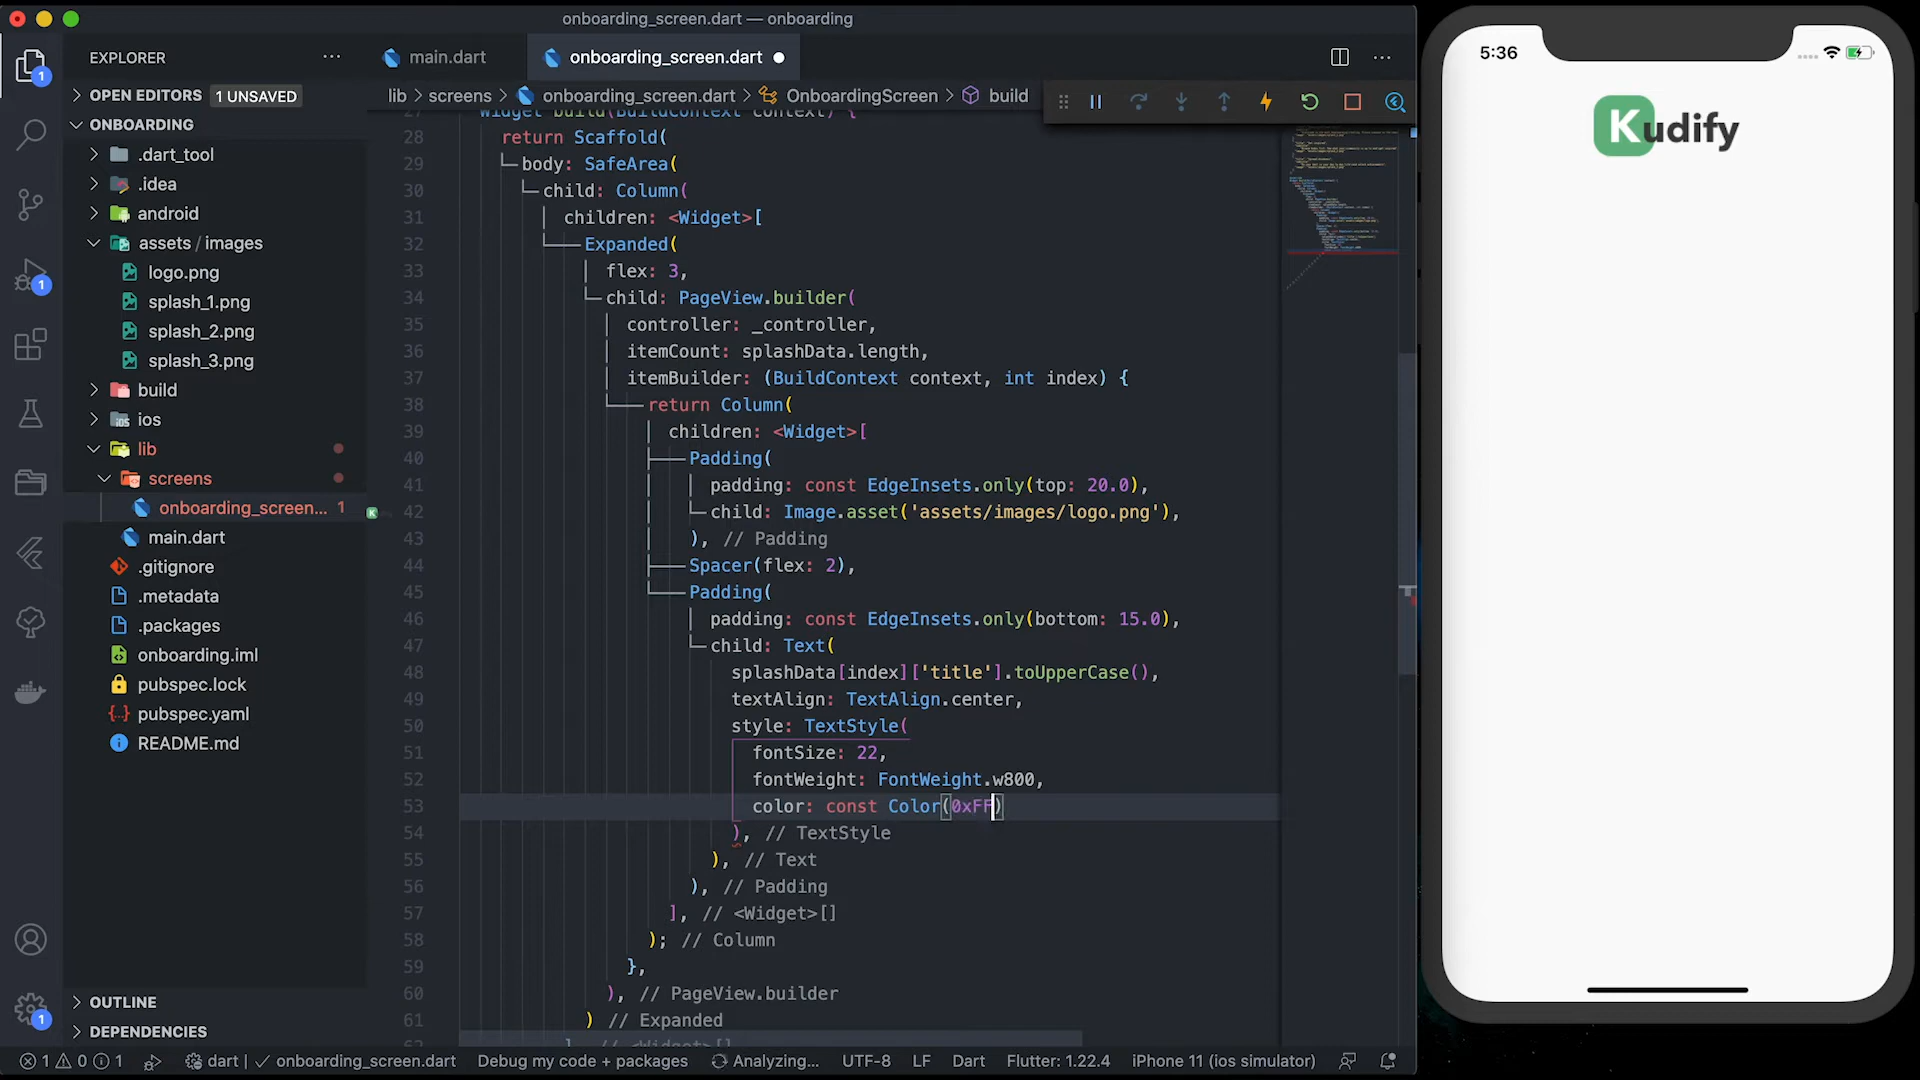 onboarding_screen.dart — onboarding
EXPLORER
OPEN EDITORS 1 UNSAVED
ONBOARDING
.dart_tool
.idea
android
assets / images
logo.png
splash_1.png
splash_2.png
splash_3.png
build
ios
lib
screens
onboarding_screen... 1
main.dart
.gitignore
.metadata
.packages
onboarding.iml
pubspec.lock
pubspec.yaml
README.md
OUTLINE
DEPENDENCIES
main.dart
onboarding_screen.dart
lib > screens > onboarding_screen.dart > OnboardingScreen > build
27 Widget build(BuildContext context) {
28 return Scaffold(
29 body: SafeArea(
30 child: Column(
31 children: <Widget>[
32 Expanded(
33 flex: 3,
34 child: PageView.builder(
35 controller: _controller,
36 itemCount: splashData.length,
37 itemBuilder: (BuildContext context, int index) {
38 return Column(
39 children: <Widget>[
40 Padding(
41 padding: const EdgeInsets.only(top: 20.0),
42 child: Image.asset('assets/images/logo.png'),
43 ), // Padding
44 Spacer(flex: 2),
45 Padding(
46 padding: const EdgeInsets.only(bottom: 15.0),
47 child: Text(
48 splashData[index]['title'].toUpperCase(),
49 textAlign: TextAlign.center,
50 style: TextStyle(
51 fontSize: 22,
52 fontWeight: FontWeight.w800,
53 color: const Color(0xFF)
54 ), // TextStyle
55 ), // Text
56 ), // Padding
57 ], // <Widget>[]
58 ); // Column
59 },
60 ), // PageView.builder
61 ) // Expanded
62 ], // <Widget>[]
1 0 1 dart | ✓ onboarding_screen.dart Debug my code + packages Analyzing... UTF-8 LF Dart Flutter: 1.22.4 iPhone 11 (ios simulator)
5:36
Kudify